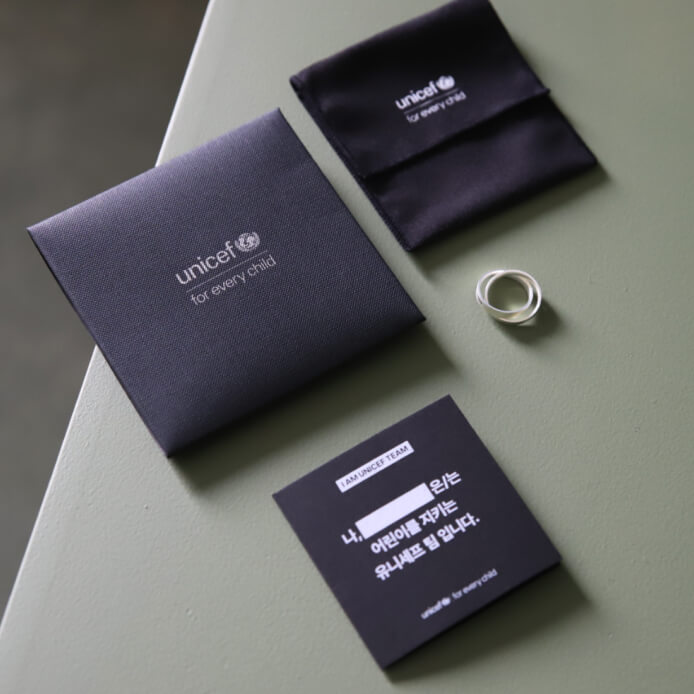 unicef
for every child
unicef
for every child
I AM UNICEF TEAM
나, 은/는
어린이를 지키는
유니세프 팀 입니다.
unicef for every child